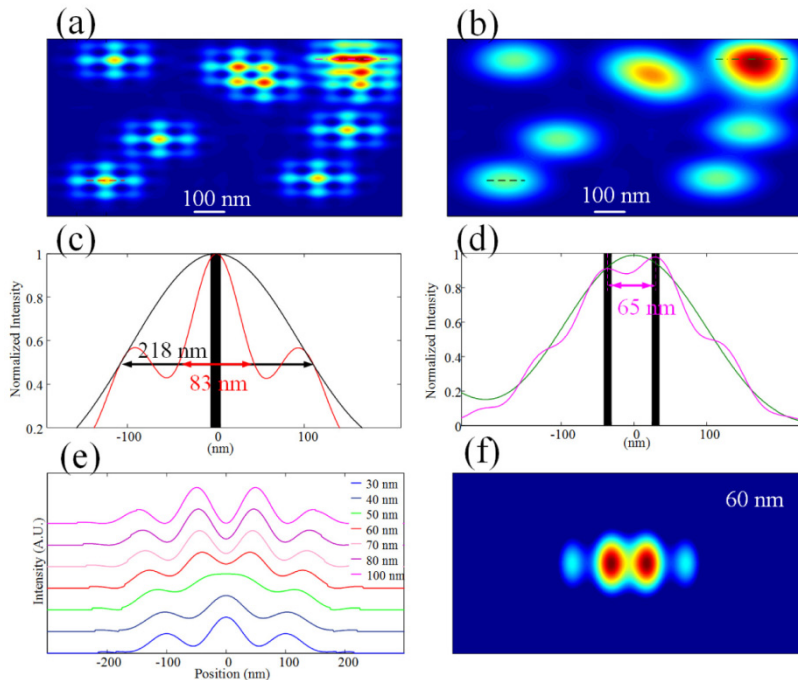 (a)
(b)
100 nm
100 nm
(c)
(d)
Normalized Intensity
1
0.8
0.6
0.4
0.2
218 nm
83 nm
-100
(nm)
100
Normalized Intensity
1
0.8
0.6
0.4
0.2
0
65 nm
-100
0
100
(nm)
(e)
(f)
Intensity (A.U.)
30 nm
40 nm
50 nm
60 nm
70 nm
80 nm
100 nm
-200
-100
0
100
200
Position (nm)
60 nm